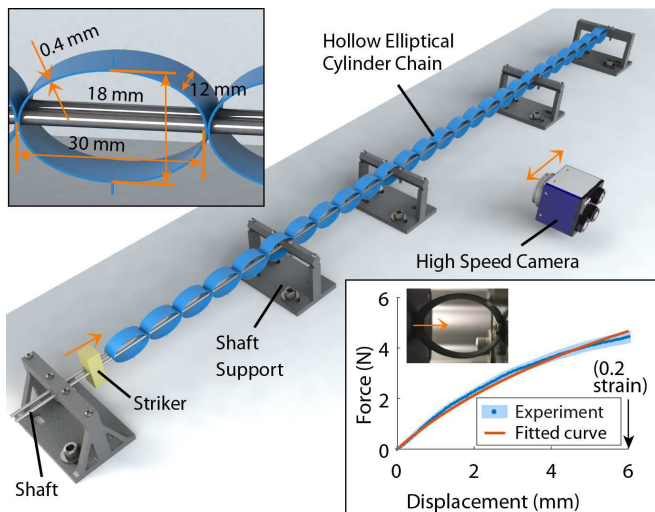 0.4 mm
18 mm
12 mm
30 mm
Hollow Elliptical
Cylinder Chain
High Speed Camera
Shaft
Support
Striker
Shaft
6
4
2
0
Force (N)
(0.2
strain)
Experiment
Fitted curve
0
2
4
6
Displacement (mm)